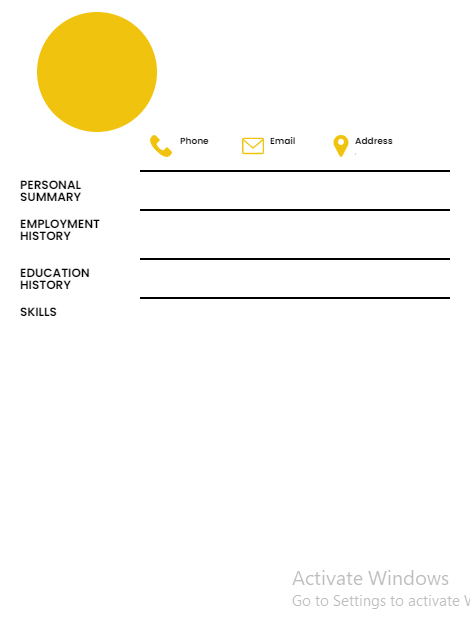 Phone
Email
Address
PERSONAL
SUMMARY
EMPLOYMENT
HISTORY
EDUCATION
HISTORY
SKILLS
Activate Windows
Go to Settings to activate W